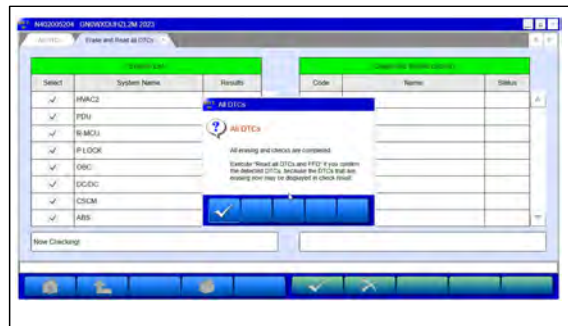 All DTCs
Erase and Read all DTCs
Select
System Name
Results
Code
Name
Status
HVAC2
PDU
R-MCU
P-LOCK
OBC
DC/DC
CSCM
ABS
All DTCs
All DTCs
All erasing and checks are completed.
Execute "Read all DTCs and FFD" if you confirm
the detected DTCs, because the DTCs that are
erasing now may be displayed in check result.
Now Checking!